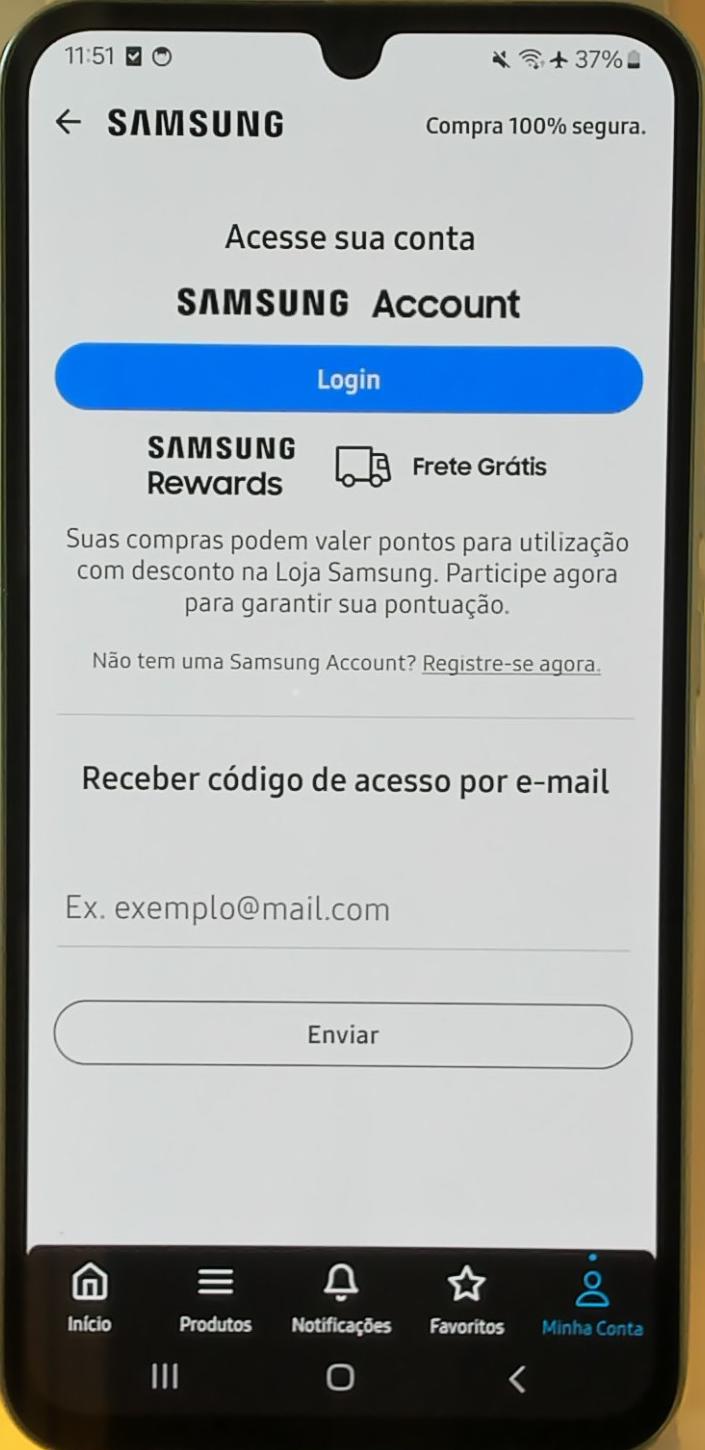 11:51 37%
SAMSUNG Compra 100% segura.
Acesse sua conta
SAMSUNG Account
Login
SAMSUNG
Rewards
Frete Grátis
Suas compras podem valer pontos para utilização
com desconto na Loja Samsung. Participe agora
para garantir sua pontuação.
Não tem uma Samsung Account? Registre-se agora.
Receber código de acesso por e-mail
Ex. exemplo@mail.com
Enviar
Início Produtos Notificações Favoritos Minha Conta